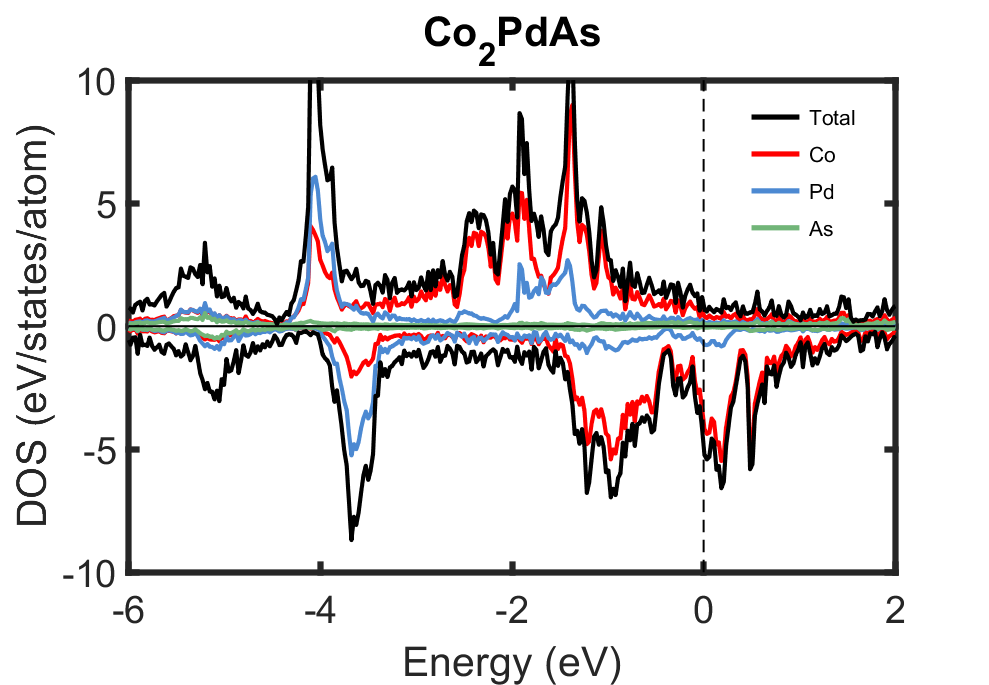 Co₂PdAs
10
5
0
0
-5
-10
-6
-4
-2
0
2
DOS (eV/states/atom)
Energy (eV)
Total
Co
Pd
As